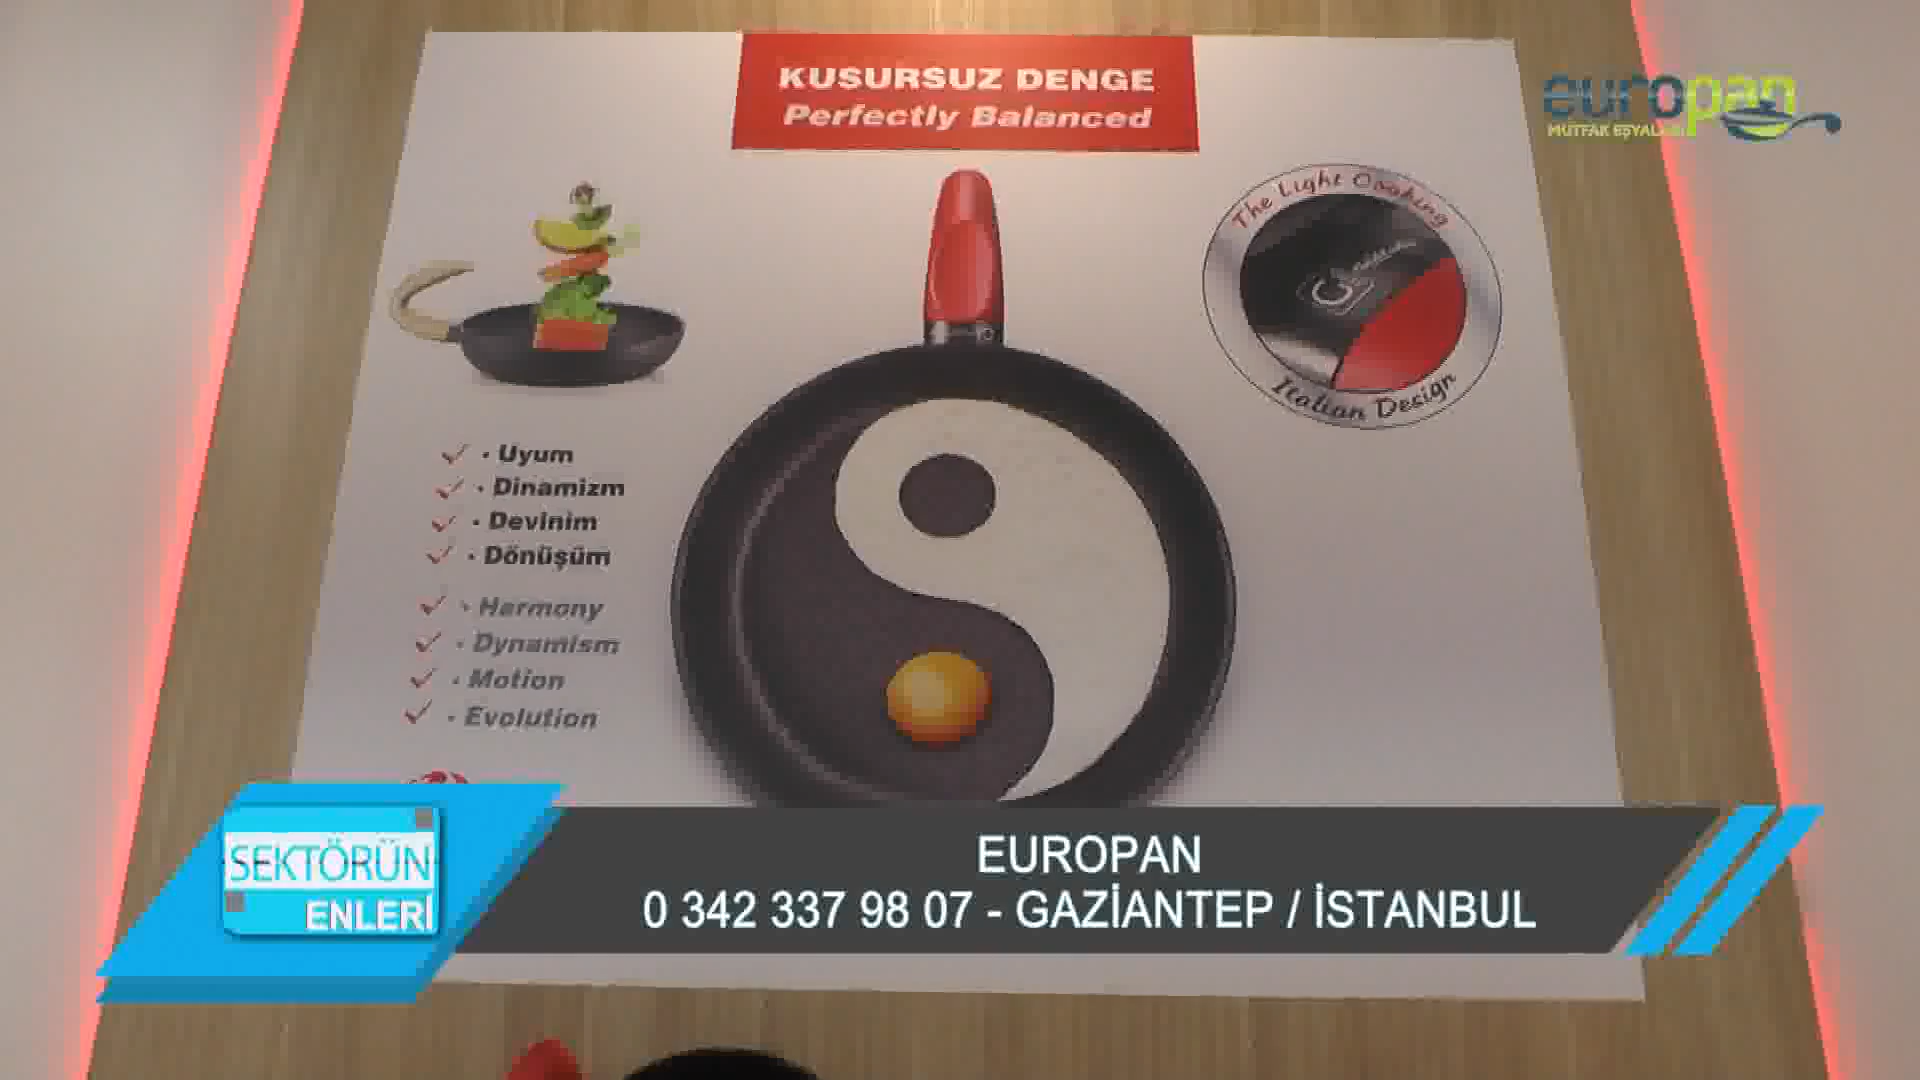 KUSURSUZ DENGE
Perfectly Balanced
europan
MUTFAK EŞYALARI
The Light Cooking
Italian Design
- Uyum
- Dinamizm
- Devinim
- Dönüşüm
- Harmony
- Dynamism
- Motion
- Evolution
SEKTÖRÜN
ENLERİ
EUROPAN
0 342 337 98 07 - GAZİANTEP / İSTANBUL